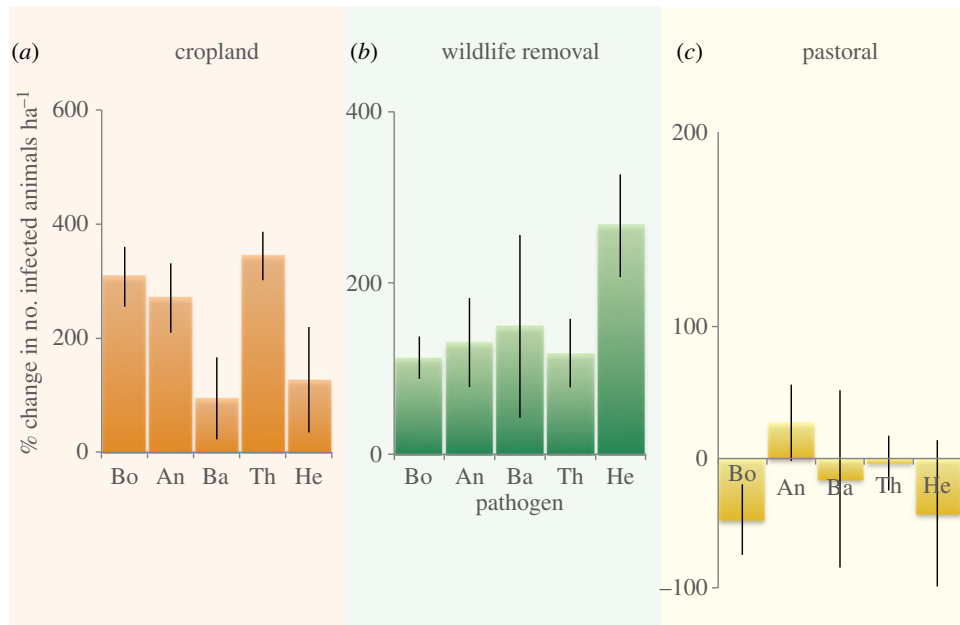 (a) cropland
(b) wildlife removal
(c) pastoral
% change in no. infected animals ha⁻¹
600
400
200
0
Bo An Ba Th He
400
200
0
Bo An Ba Th He
pathogen
200
100
0
–100
Bo An Ba Th He